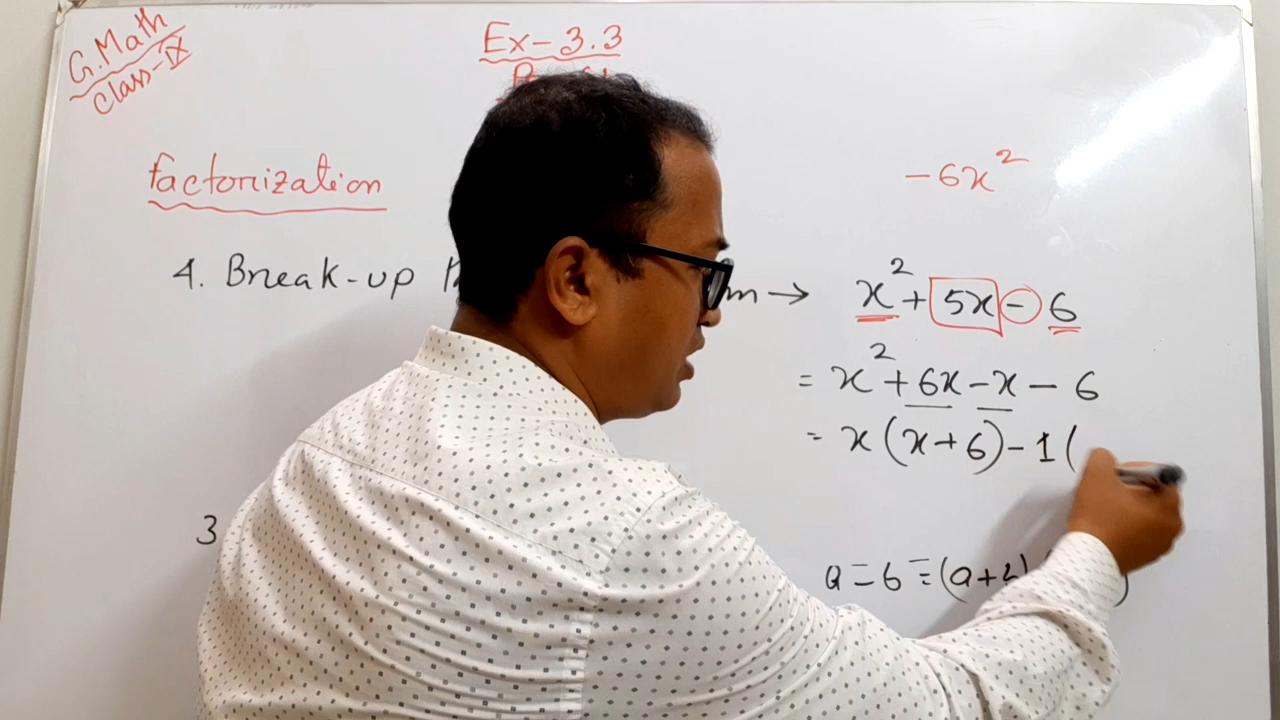 G.Math
Class-IX
Ex-3.3
Factorization
-6x²
4. Break-up
→ x² + 5x - 6
= x² + 6x - x - 6
= x(x+6)-1(
3
(a+2)